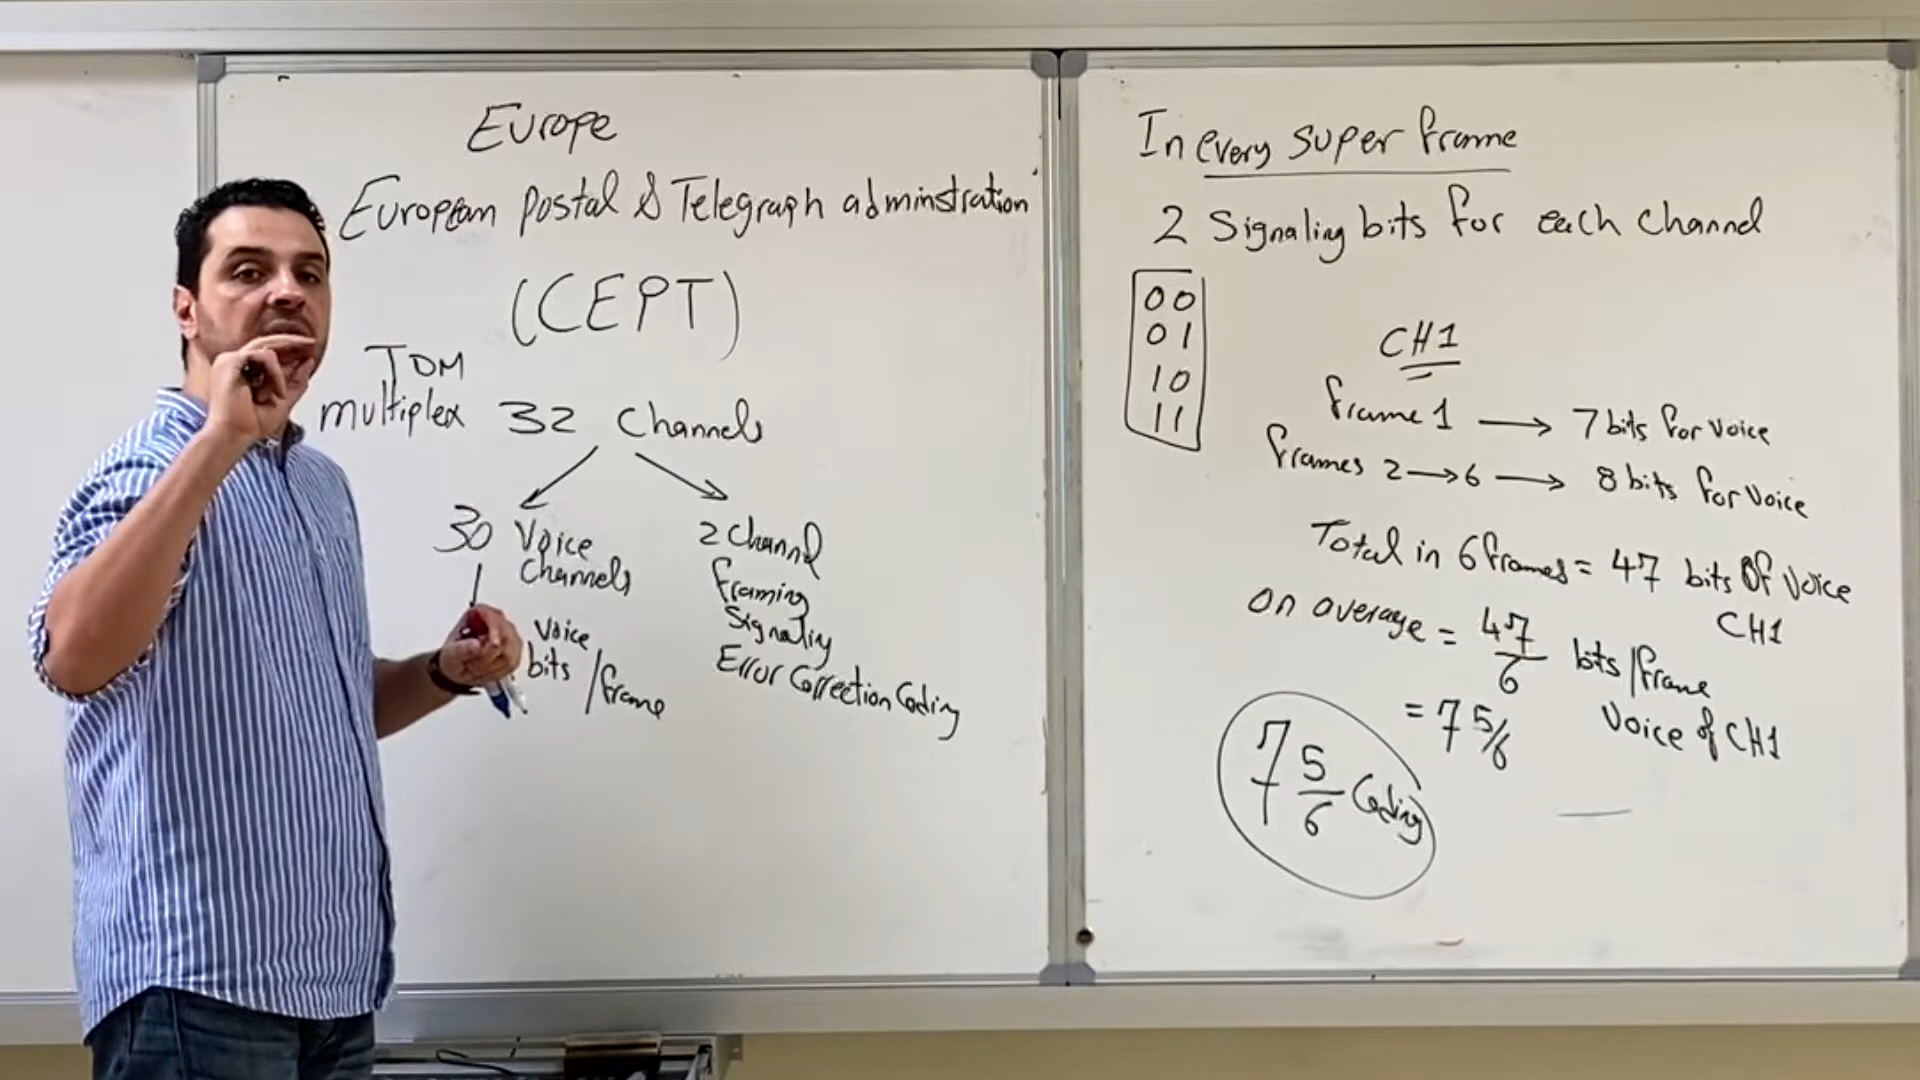 Europe
European Postal & Telegraph adminstration
(CEPT)
TDM
multiplex
32 Channels
30 Voice
Channels
Voice
bits/frame
2 Channel
Framing
Signaling
Error Correction Coding
In every super frame
2 Signaling bits for each Channel
00
01
10
11
CH1
frame 1 → 7 bits for Voice
frames 2 → 6 → 8 bits for Voice
Total in 6 frames = 47 bits Of Voice
CH1
on average = 47/6 bits/frame
Voice of CH1
= 7 5/6
7 5/6 Coding